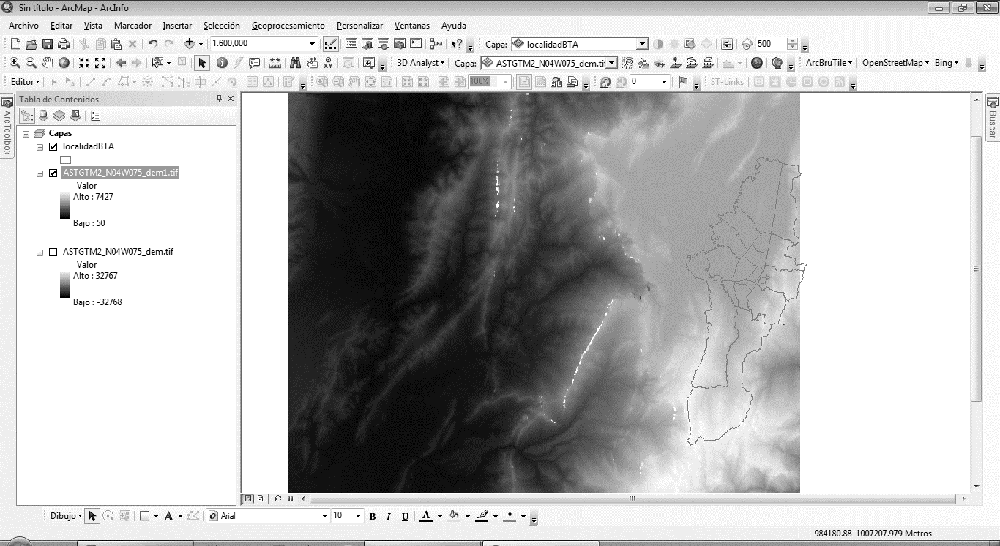 Sin título - ArcMap - ArcInfo
Archivo Editar Vista Marcador Insertar Selección Geoprocesamiento Personalizar Ventanas Ayuda
1:600,000 Capa: localidadBTA 500
3D Analyst Capa: ASTGTM2_N04W075_dem.tif ArcBruTile OpenStreetMap Bing
Editor 100% 0 ST-Links
Tabla de Contenidos
ArcToolbox
Buscar
Capas
localidadBTA
ASTGTM2_N04W075_dem1.tif
Valor
Alto : 7427
Bajo : 50
ASTGTM2_N04W075_dem.tif
Valor
Alto : 32767
Bajo : -32768
Dibujo A Arial 10 B I U A
984180.88 1007207.979 Metros